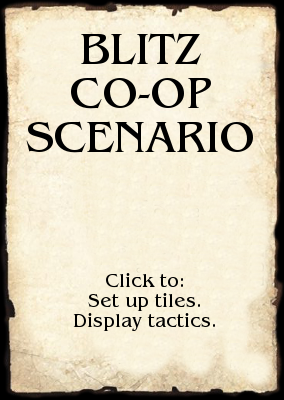 BLITZ
CO-OP
SCENARIO
Click to:
Set up tiles.
Display tactics.